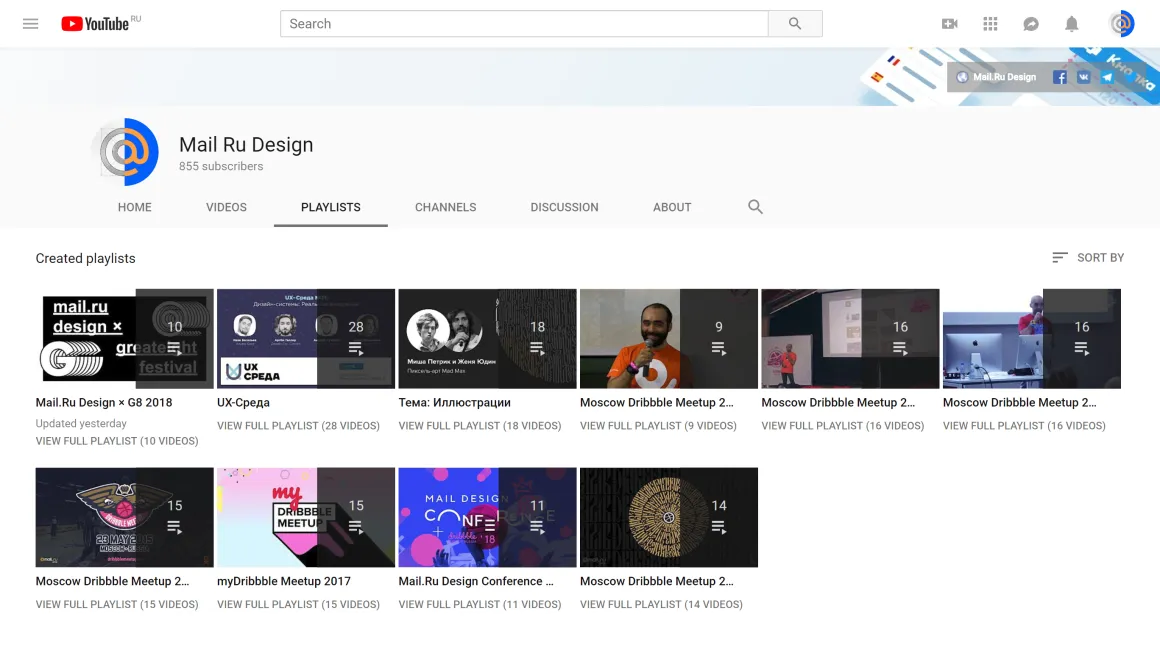 YouTube RU
Search
Mail.Ru Design
Кнопка
Mail Ru Design
855 subscribers
HOME VIDEOS PLAYLISTS CHANNELS DISCUSSION ABOUT
Created playlists
SORT BY
mail.ru
design ×
great eight
festival
10
UX-Среда
28
UX
СРЕДА
18
Миша Петрик и Женя Юдин
Пиксель-арт Mad Max
9
16
16
Mail.Ru Design × G8 2018
Updated yesterday
VIEW FULL PLAYLIST (10 VIDEOS)
UX-Среда
VIEW FULL PLAYLIST (28 VIDEOS)
Тема: Иллюстрации
VIEW FULL PLAYLIST (18 VIDEOS)
Moscow Dribbble Meetup 2...
VIEW FULL PLAYLIST (9 VIDEOS)
Moscow Dribbble Meetup 2...
VIEW FULL PLAYLIST (16 VIDEOS)
Moscow Dribbble Meetup 2...
VIEW FULL PLAYLIST (16 VIDEOS)
15
23 MAY 2015
MOSCOW•RUSSIA
my
DRIBBBLE
MEETUP
15
MAIL DESIGN
CONFERENCE
+ dribbble '18
11
14
Moscow Dribbble Meetup 2...
VIEW FULL PLAYLIST (15 VIDEOS)
myDribbble Meetup 2017
VIEW FULL PLAYLIST (15 VIDEOS)
Mail.Ru Design Conference ...
VIEW FULL PLAYLIST (11 VIDEOS)
Moscow Dribbble Meetup 2...
VIEW FULL PLAYLIST (14 VIDEOS)